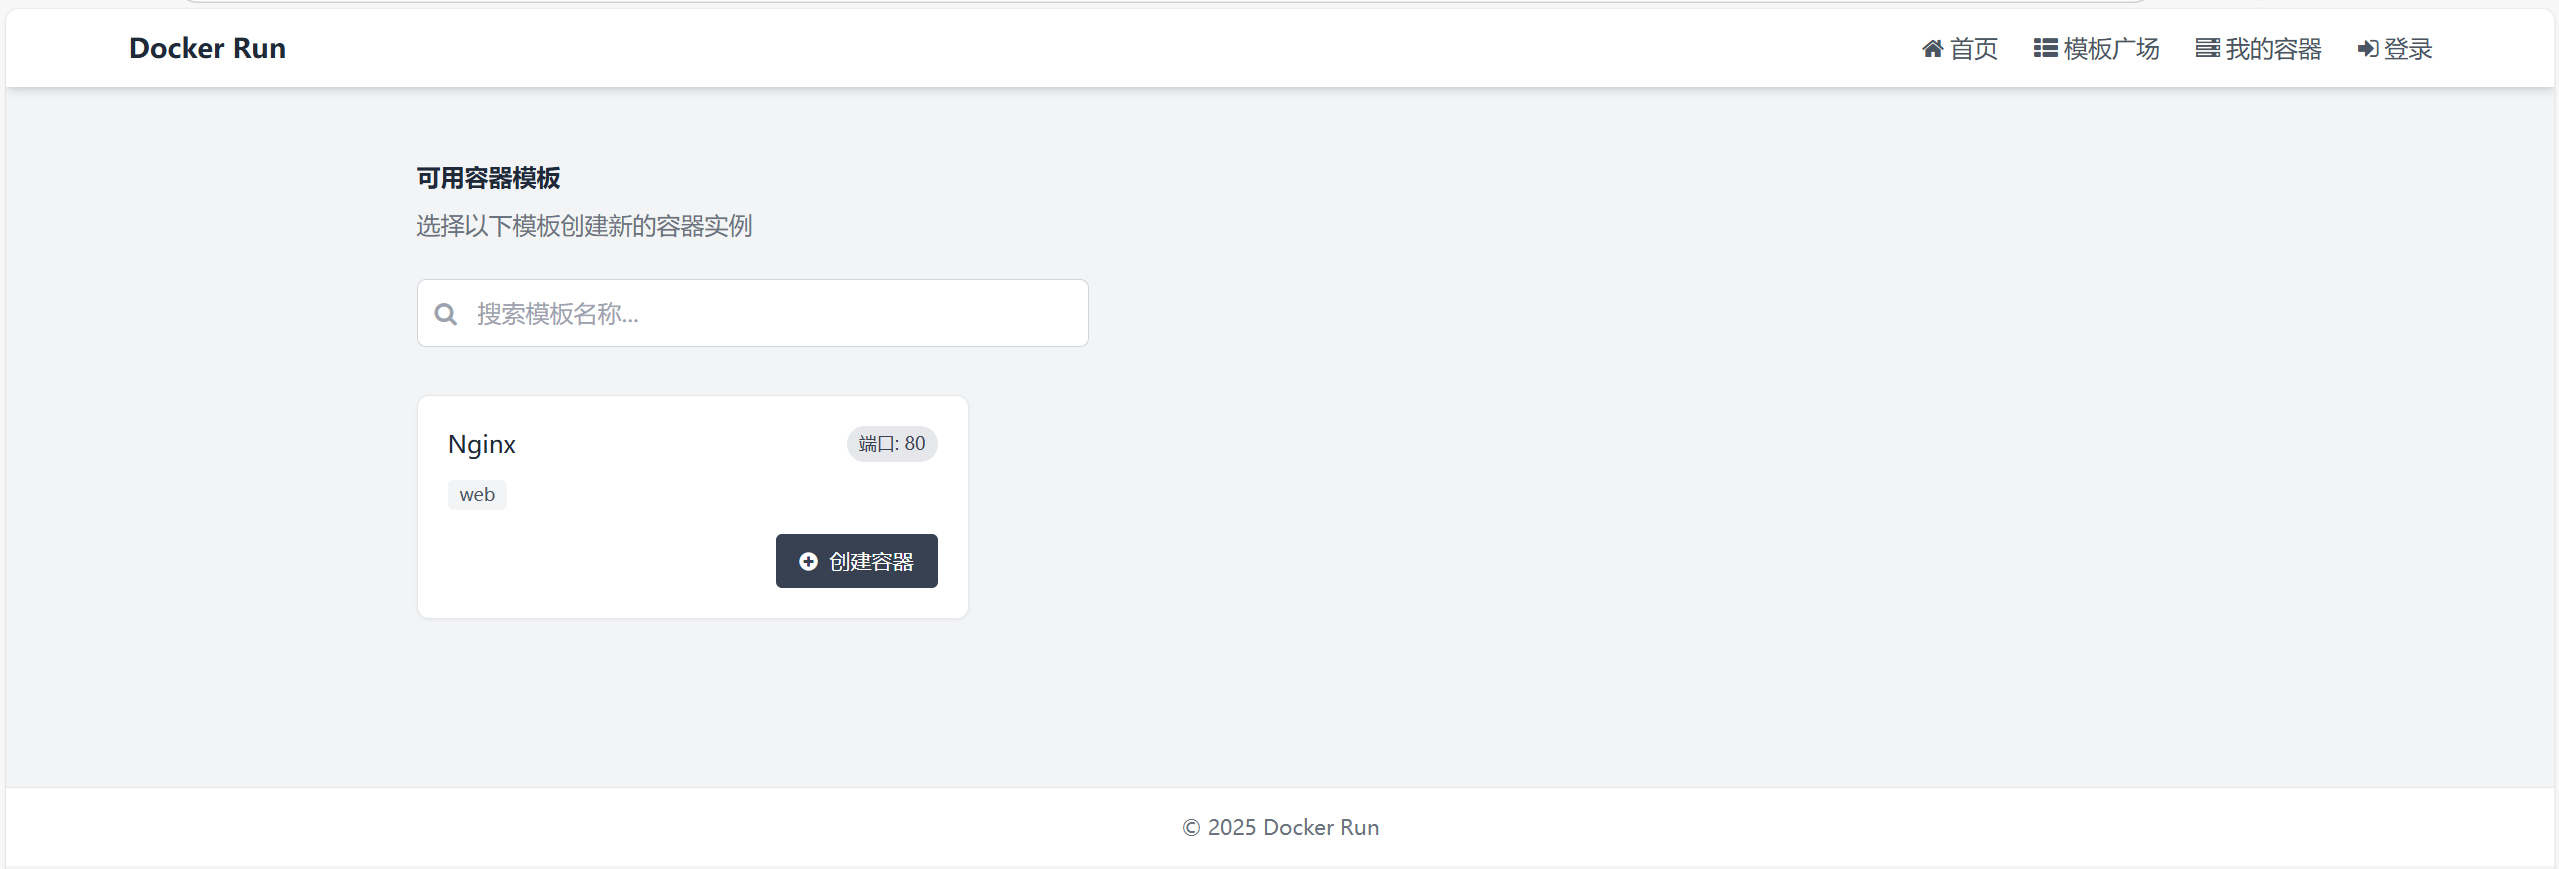 Docker Run
首页 模板广场 我的容器 登录
可用容器模板
选择以下模板创建新的容器实例
搜索模板名称...
Nginx 端口: 80
web
创建容器
© 2025 Docker Run